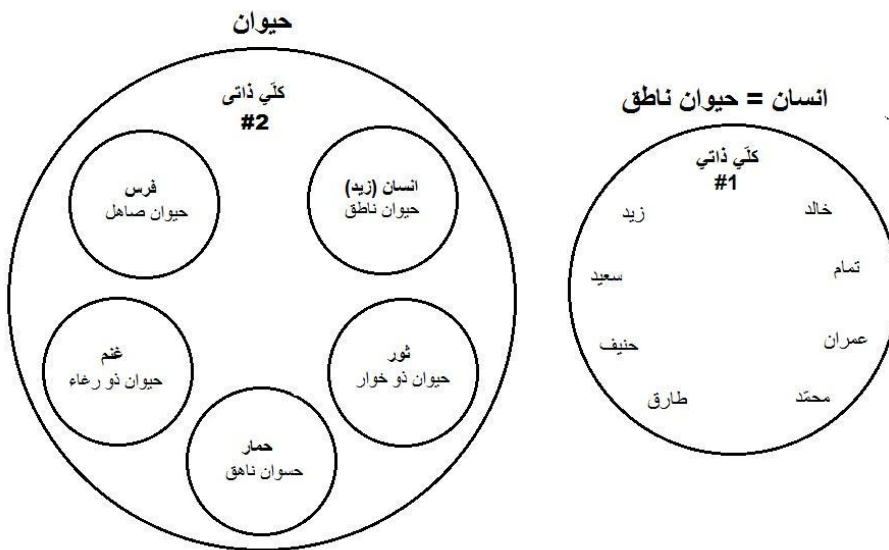 حيوان
كلّي ذاتى
#2
انسان (زيد)
حيوان ناطق
فرس
حيوان صاهل
ثور
حيوان ذو خوار
غنم
حيوان ذو رغاء
حمار
حسوان ناهق
انسان = حيوان ناطق
كلّي ذاتي
#1
خالد
زيد
تمام
سعيد
عمران
حنيف
محمّد
طارق